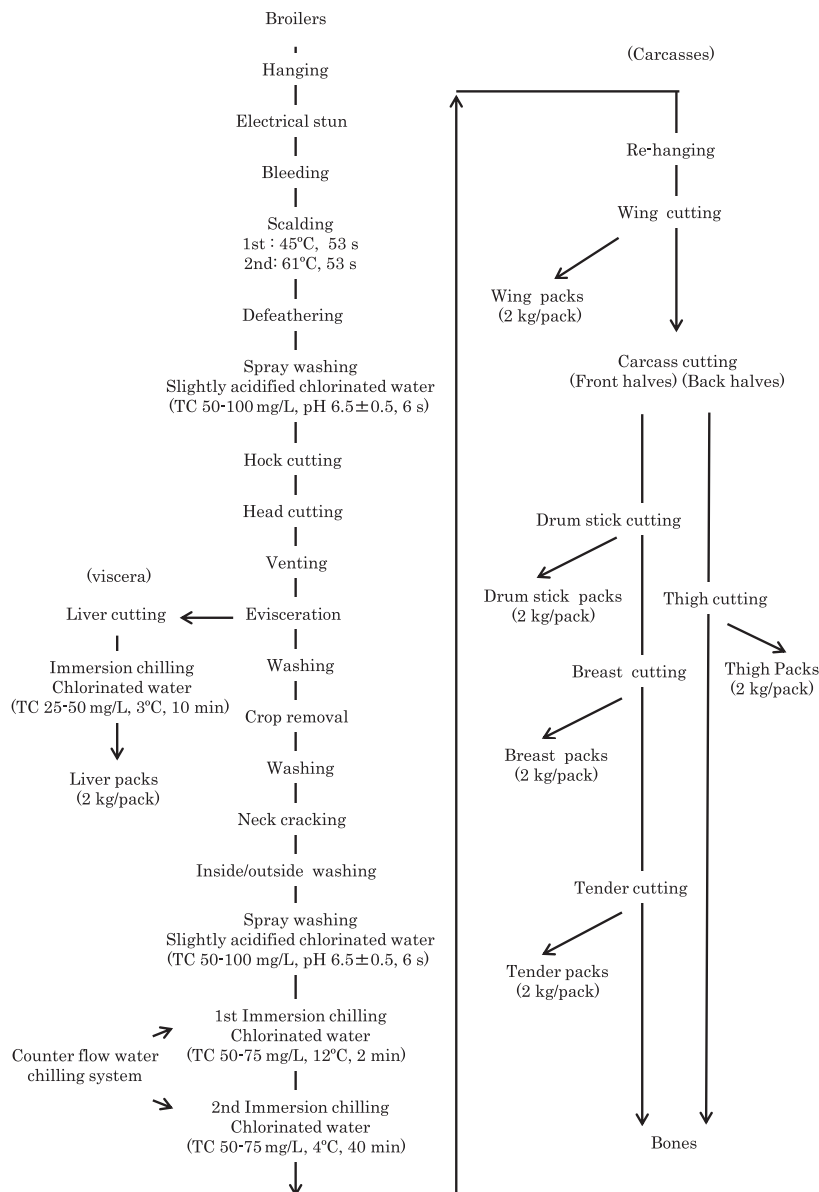 Broilers
Hanging
Electrical stun
Bleeding
Scalding
1st : 45ºC, 53 s
2nd: 61ºC, 53 s
Defeathering
Spray washing
Slightly acidified chlorinated water
(TC 50-100 mg/L, pH 6.5±0.5, 6 s)
Hock cutting
Head cutting
Venting
Evisceration
(viscera)
Liver cutting
Immersion chilling
Chlorinated water
(TC 25-50 mg/L, 3ºC, 10 min)
Liver packs
(2 kg/pack)
Washing
Crop removal
Washing
Neck cracking
Inside/outside washing
Spray washing
Slightly acidified chlorinated water
(TC 50-100 mg/L, pH 6.5±0.5, 6 s)
Counter flow water
chilling system
1st Immersion chilling
Chlorinated water
(TC 50-75 mg/L, 12ºC, 2 min)
2nd Immersion chilling
Chlorinated water
(TC 50-75 mg/L, 4ºC, 40 min)
(Carcasses)
Re-hanging
Wing cutting
Wing packs
(2 kg/pack)
Carcass cutting
(Front halves) (Back halves)
Drum stick cutting
Drum stick packs
(2 kg/pack)
Thigh cutting
Thigh Packs
(2 kg/pack)
Breast cutting
Breast packs
(2 kg/pack)
Tender cutting
Tender packs
(2 kg/pack)
Bones